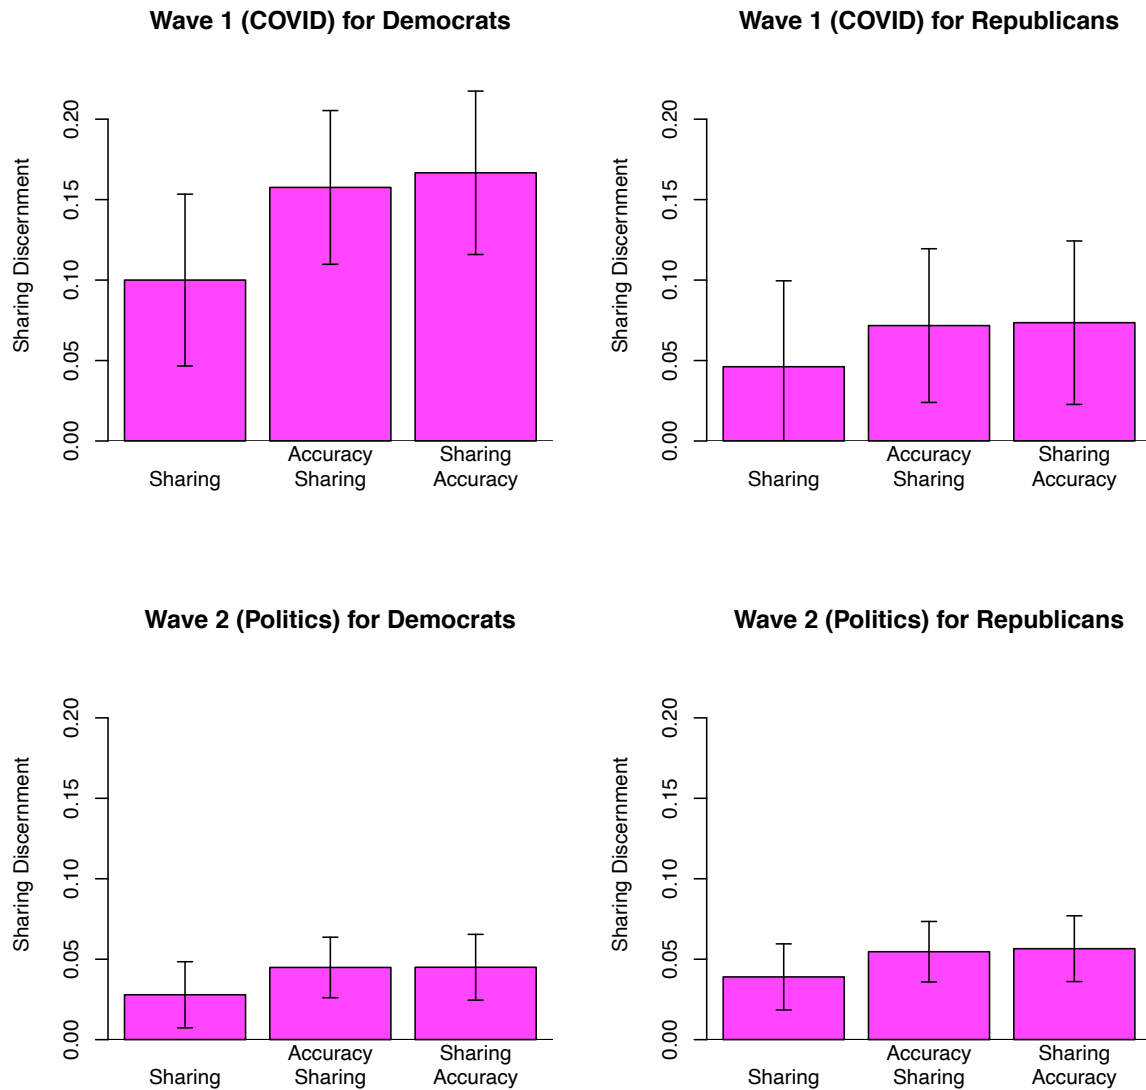 Wave 1 (COVID) for Democrats
Sharing Discernment
0.20
0.15
0.10
0.05
0.00
Sharing
Accuracy
Sharing
Sharing
Accuracy
Wave 1 (COVID) for Republicans
Sharing Discernment
0.20
0.15
0.10
0.05
0.00
Sharing
Accuracy
Sharing
Sharing
Accuracy
Wave 2 (Politics) for Democrats
Sharing Discernment
0.20
0.15
0.10
0.05
0.00
Sharing
Accuracy
Sharing
Sharing
Accuracy
Wave 2 (Politics) for Republicans
Sharing Discernment
0.20
0.15
0.10
0.05
0.00
Sharing
Accuracy
Sharing
Sharing
Accuracy